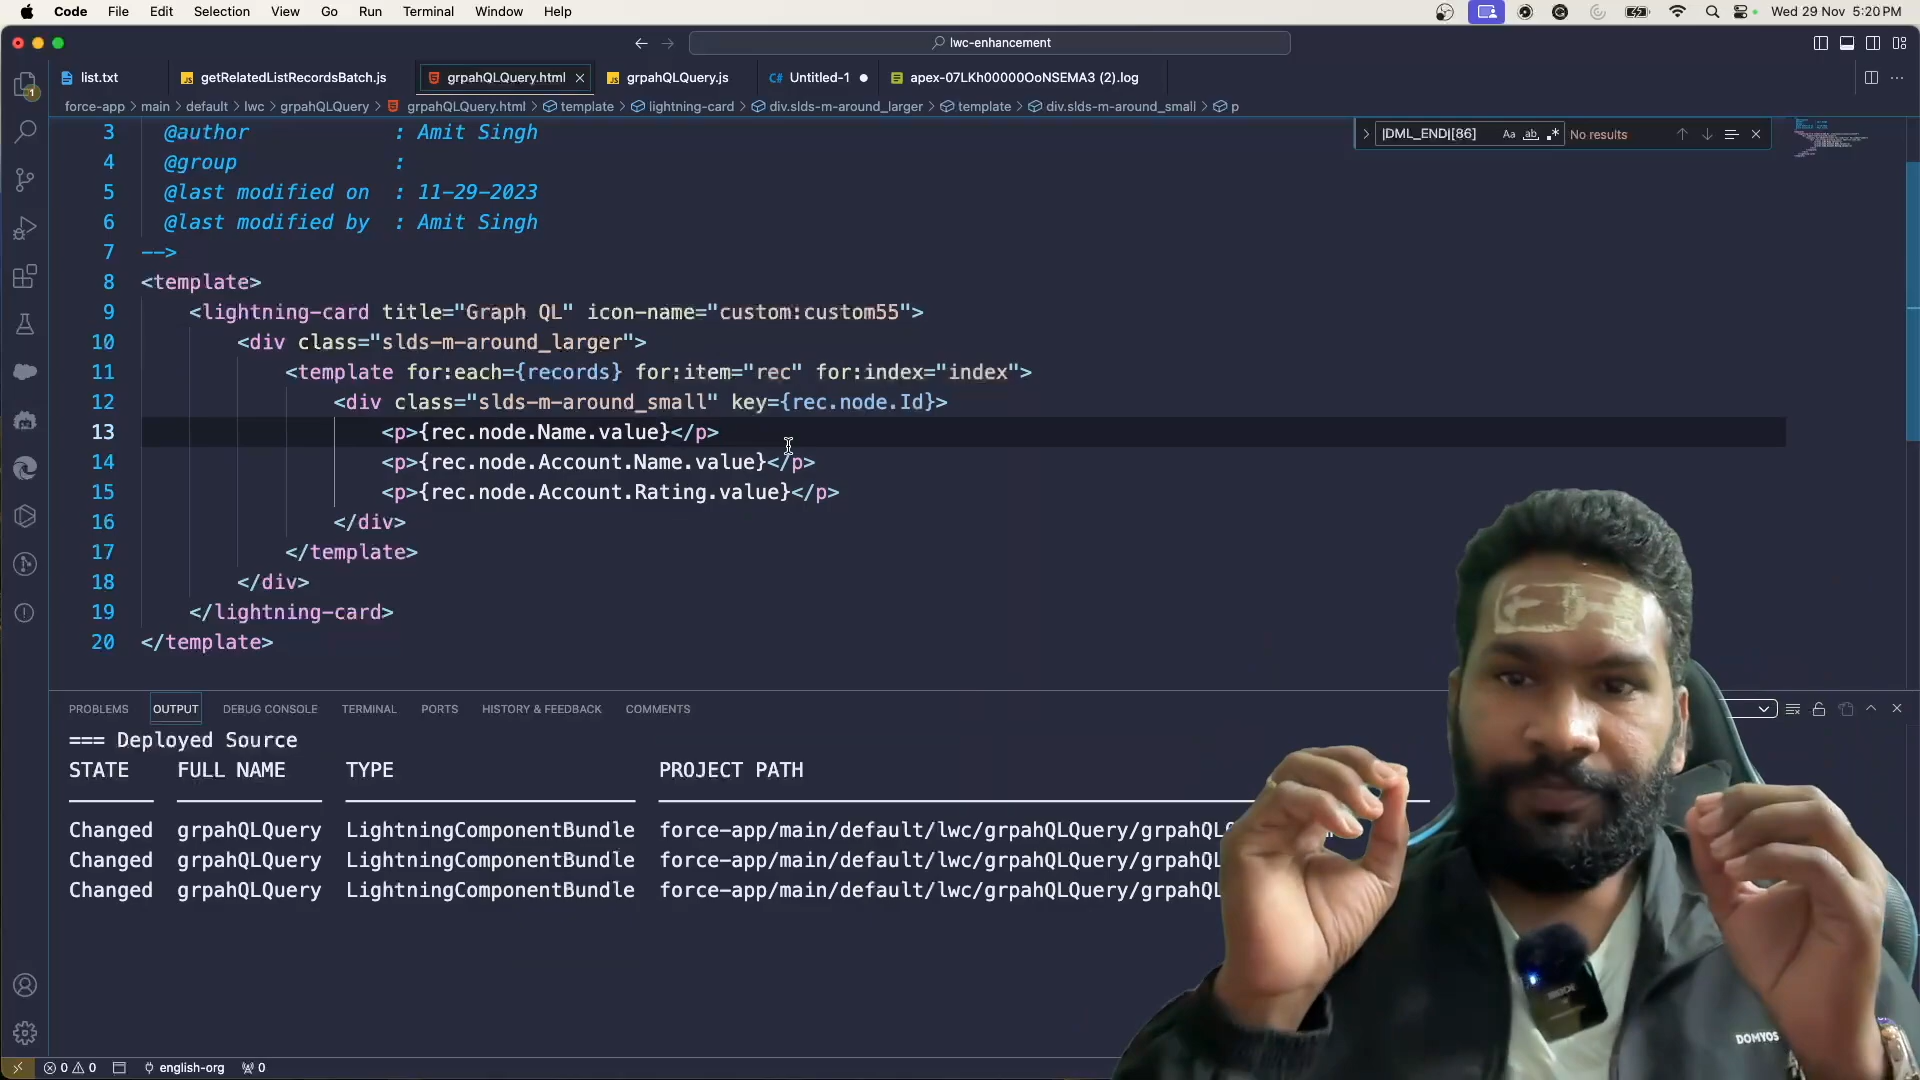 Code File Edit Selection View Go Run Terminal Window Help Wed 29 Nov 5:20 PM
lwc-enhancement
list.txt getRelatedListRecordsBatch.js grpahQLQuery.html grpahQLQuery.js Untitled-1 apex-07LKh00000OoNSEMA3 (2).log
force-app > main > default > lwc > grpahQLQuery > grpahQLQuery.html > template > lightning-card > div.slds-m-around_larger > template > div.slds-m-around_small > p
|DML_END|[86] Aa ab No results
3 @author : Amit Singh
4 @group :
5 @last modified on : 11-29-2023
6 @last modified by : Amit Singh
7 -->
8 <template>
9 <lightning-card title="Graph QL" icon-name="custom:custom55">
10 <div class="slds-m-around_larger">
11 <template for:each={records} for:item="rec" for:index="index">
12 <div class="slds-m-around_small" key={rec.node.Id}>
13 <p>{rec.node.Name.value}</p>
14 <p>{rec.node.Account.Name.value}</p>
15 <p>{rec.node.Account.Rating.value}</p>
16 </div>
17 </template>
18 </div>
19 </lightning-card>
20 </template>
PROBLEMS OUTPUT DEBUG CONSOLE TERMINAL PORTS HISTORY & FEEDBACK COMMENTS
=== Deployed Source
STATE FULL NAME TYPE PROJECT PATH
Changed grpahQLQuery LightningComponentBundle force-app/main/default/lwc/grpahQLQuery/grpahQL
Changed grpahQLQuery LightningComponentBundle force-app/main/default/lwc/grpahQLQuery/grpahQL
Changed grpahQLQuery LightningComponentBundle force-app/main/default/lwc/grpahQLQuery/grpahQL
DOMYOS
0 0 english-org 0